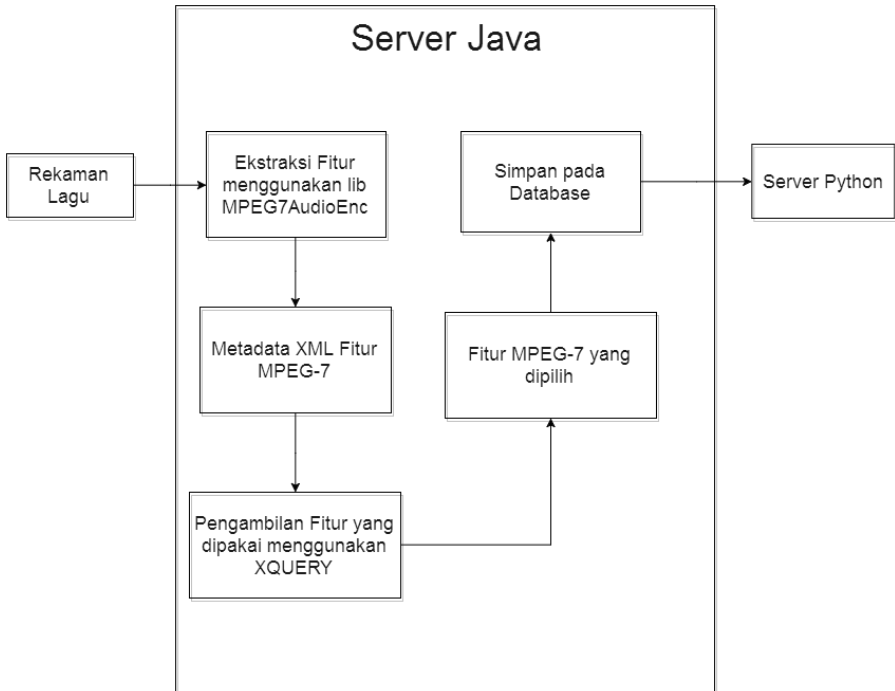 Server Java
Rekaman
Lagu
Ekstraksi Fitur
menggunakan lib
MPEG7AudioEnc
Metadata XML Fitur
MPEG-7
Pengambilan Fitur yang
dipakai menggunakan
XQUERY
Fitur MPEG-7 yang
dipilih
Simpan pada
Database
Server Python